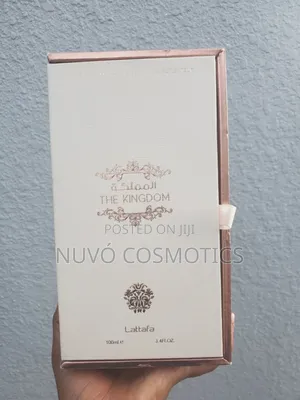 المملكة
THE KINGDOM
POSTED ON JIJI
NUVÓ COSMOTICS
Lattafa
100ml ℮ 3.4FL.OZ